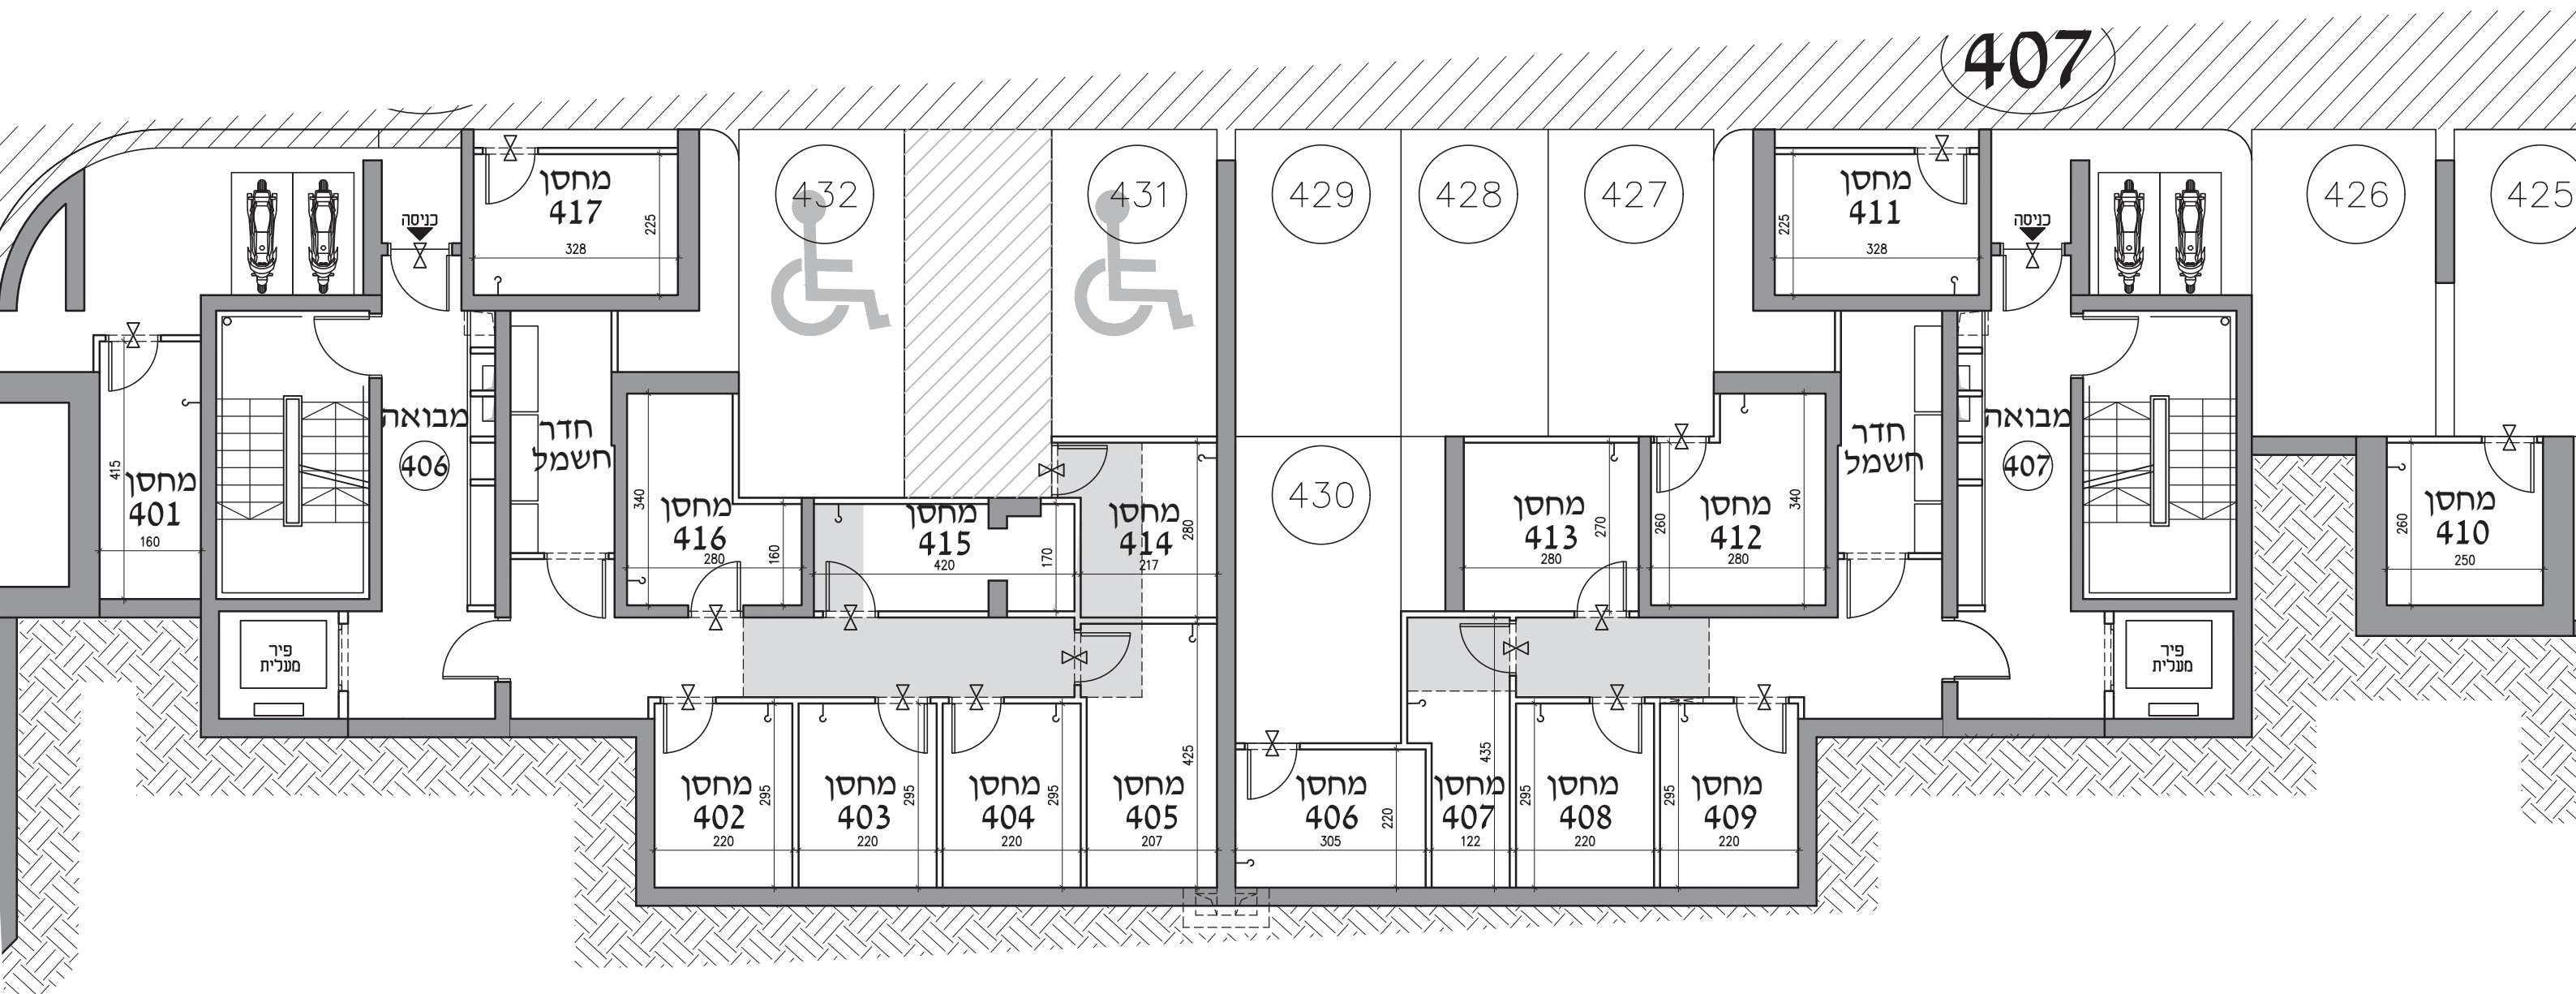 407
מחסן
417
225
328
432
431
429
428
427
מחסן
411
225
328
426
425
כניסה
כניסה
מבואה
406
חדר
חשמל
מחסן
401
415
160
מחסן
416
340
280
160
מחסן
415
420
170
מחסן
414
280
217
430
מחסן
413
270
280
מחסן
412
260
340
280
חדר
חשמל
מבואה
407
מחסן
410
260
250
פיר
מעלית
פיר
מעלית
מחסן
402
295
220
מחסן
403
295
220
מחסן
404
295
220
מחסן
405
425
207
מחסן
406
220
305
מחסן
407
435
122
מחסן
408
295
220
מחסן
409
295
220